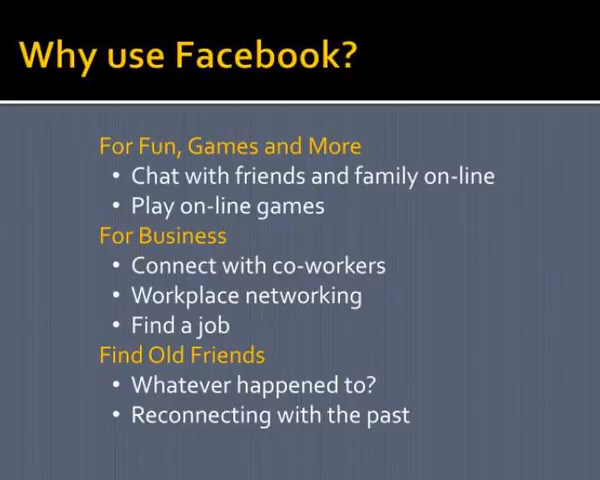 Why use Facebook?
For Fun, Games and More
• Chat with friends and family on-line
• Play on-line games
For Business
• Connect with co-workers
• Workplace networking
• Find a job
Find Old Friends
• Whatever happened to?
• Reconnecting with the past